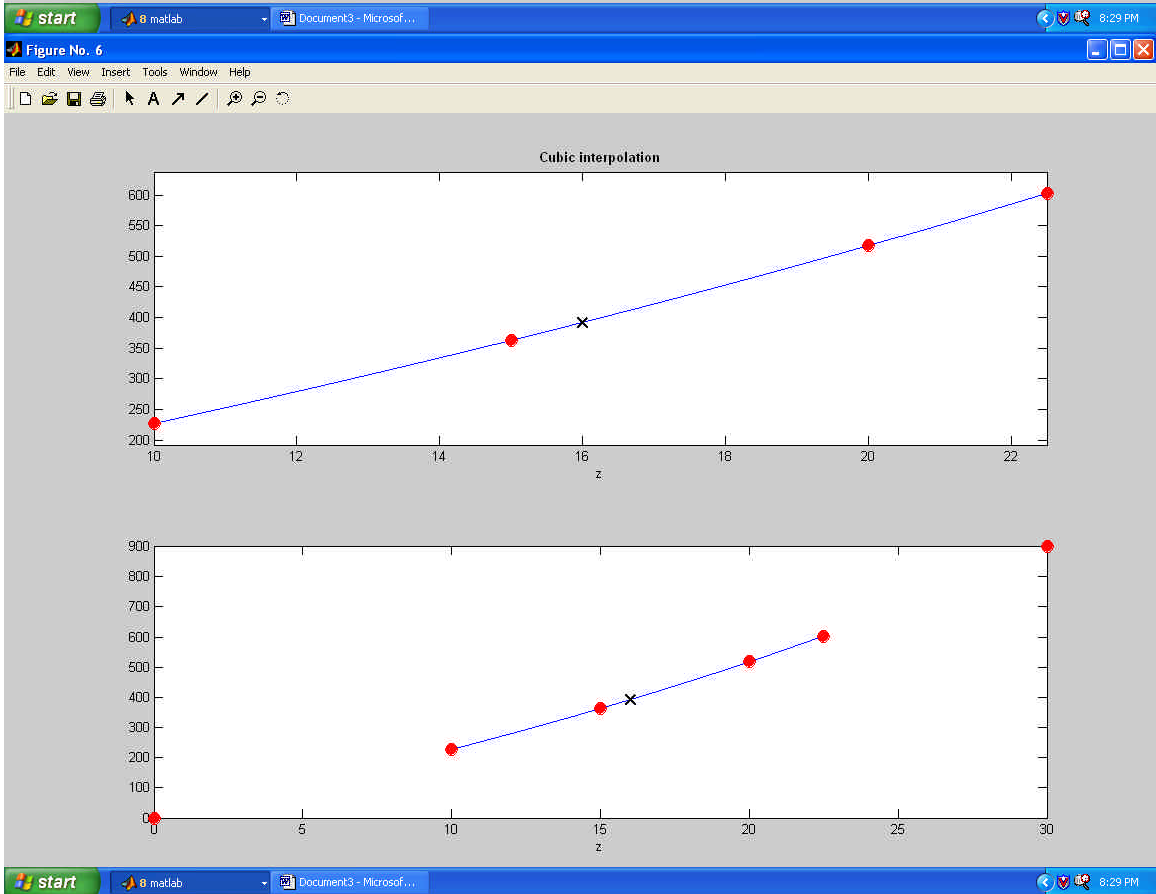 start 8 matlab Document3 - Microsof... 8:29 PM
Figure No. 6
File Edit View Insert Tools Window Help
A
Cubic interpolation
600
550
500
450
400
350
300
250
200
10 12 14 16 18 20 22
z
900
800
700
600
500
400
300
200
100
0
0 5 10 15 20 25 30
z
start 8 matlab Document3 - Microsof... 8:29 PM